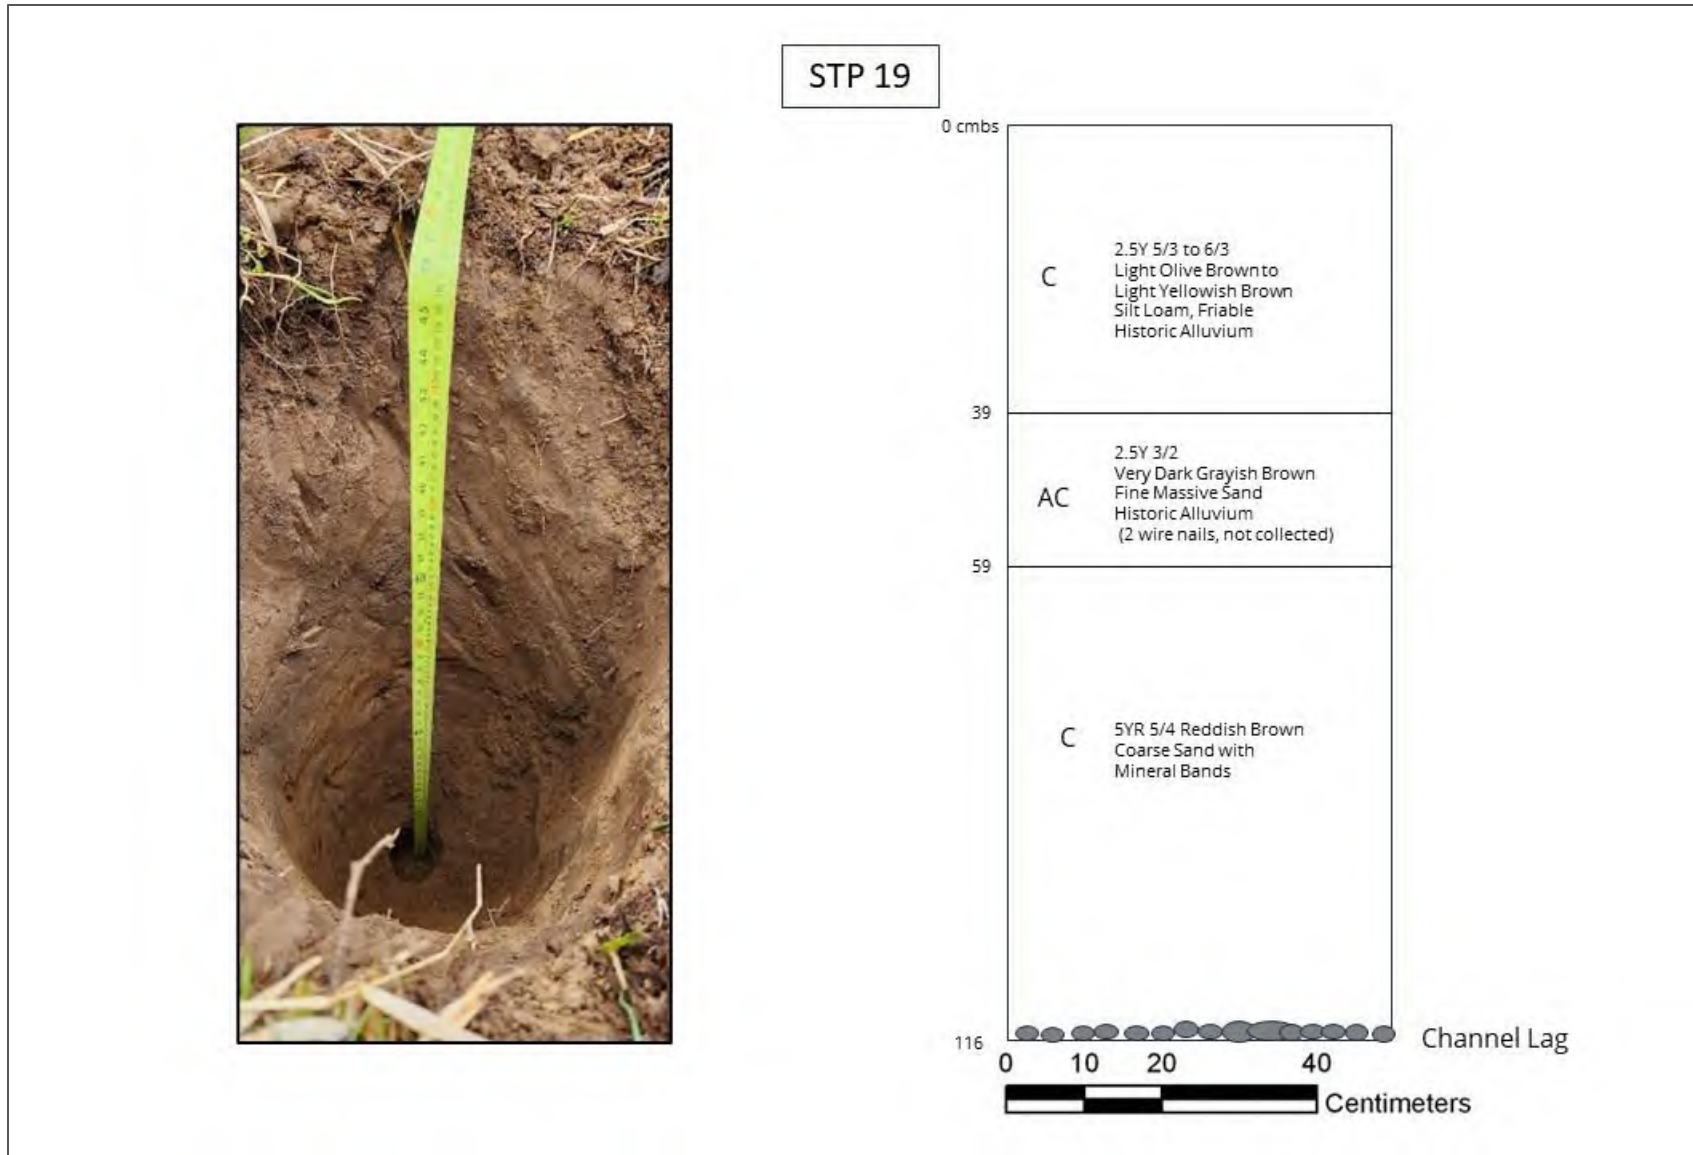 STP 19
0 cmbs
C
2.5Y 5/3 to 6/3
Light Olive Brown to
Light Yellowish Brown
Silt Loam, Friable
Historic Alluvium
39
AC
2.5Y 3/2
Very Dark Grayish Brown
Fine Massive Sand
Historic Alluvium
(2 wire nails, not collected)
59
C
5YR 5/4 Reddish Brown
Coarse Sand with
Mineral Bands
116
Channel Lag
0 10 20 40
Centimeters